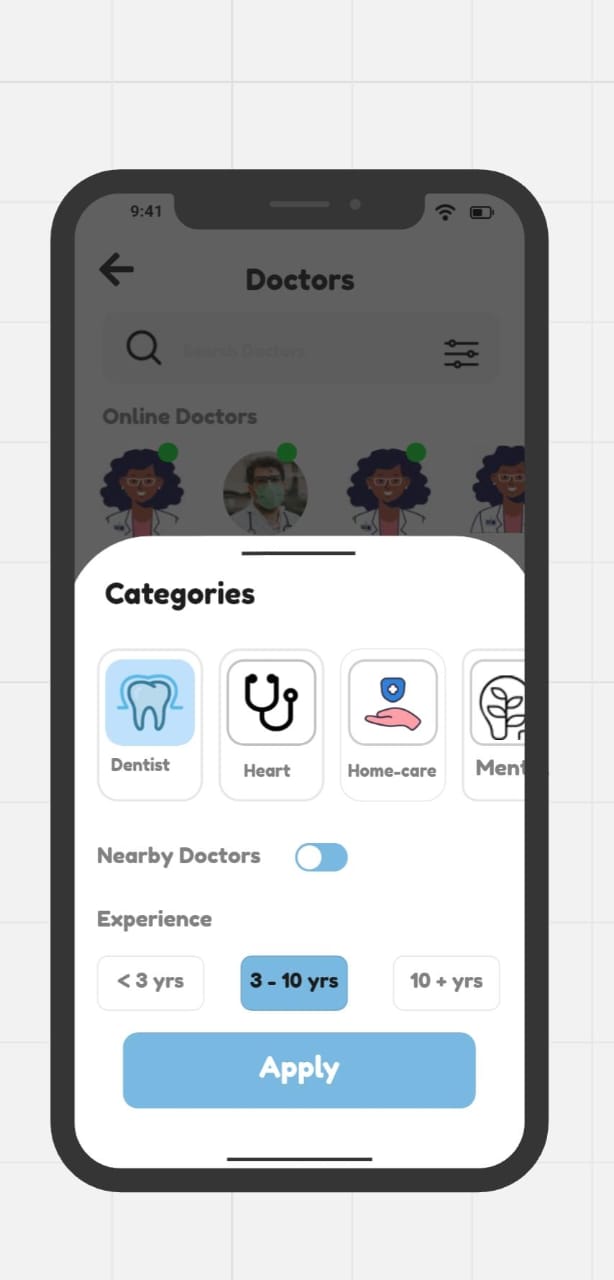 9:41
Doctors
Search Doctors
Online Doctors
Categories
Dentist
Heart
Home-care
Ment
Nearby Doctors
Experience
< 3 yrs
3 - 10 yrs
10 + yrs
Apply